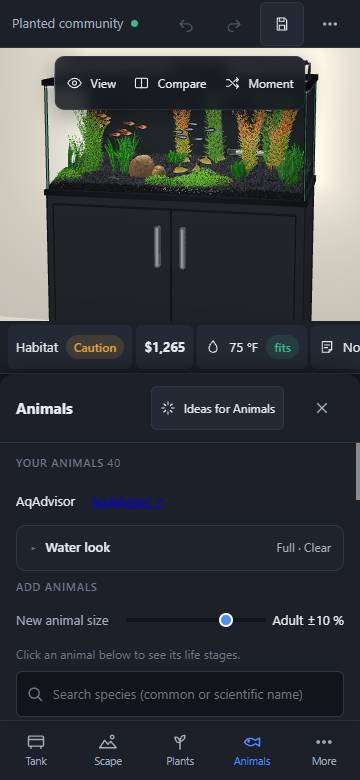 Planted community
View Compare Moment
Habitat Caution $1,265 75 °F fits No
Animals Ideas for Animals
YOUR ANIMALS 40
AqAdvisor AqAdvisor ↗
Water look Full · Clear
ADD ANIMALS
New animal size Adult ±10 %
Click an animal below to see its life stages.
Search species (common or scientific name)
Tank Scape Plants Animals More